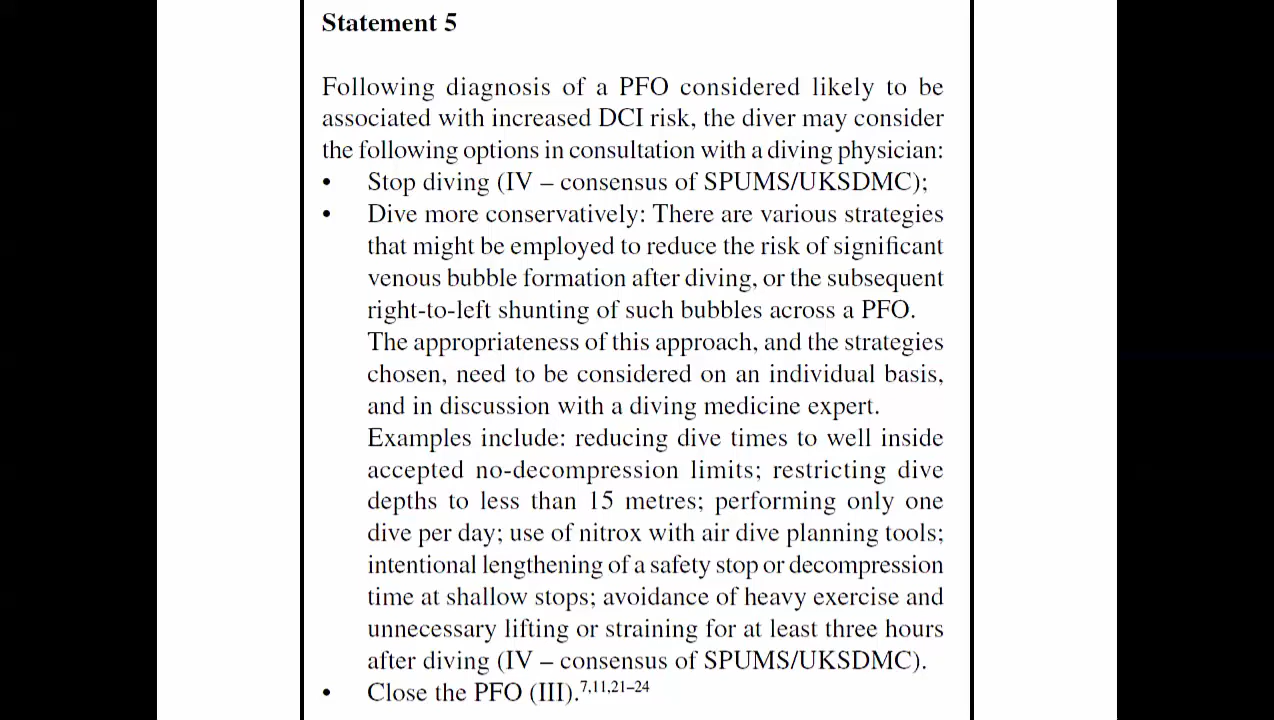 Statement 5
Following diagnosis of a PFO considered likely to be
associated with increased DCI risk, the diver may consider
the following options in consultation with a diving physician:
• Stop diving (IV – consensus of SPUMS/UKSDMC);
• Dive more conservatively: There are various strategies
that might be employed to reduce the risk of significant
venous bubble formation after diving, or the subsequent
right-to-left shunting of such bubbles across a PFO.
The appropriateness of this approach, and the strategies
chosen, need to be considered on an individual basis,
and in discussion with a diving medicine expert.
Examples include: reducing dive times to well inside
accepted no-decompression limits; restricting dive
depths to less than 15 metres; performing only one
dive per day; use of nitrox with air dive planning tools;
intentional lengthening of a safety stop or decompression
time at shallow stops; avoidance of heavy exercise and
unnecessary lifting or straining for at least three hours
after diving (IV – consensus of SPUMS/UKSDMC).
• Close the PFO (III).7,11,21–24